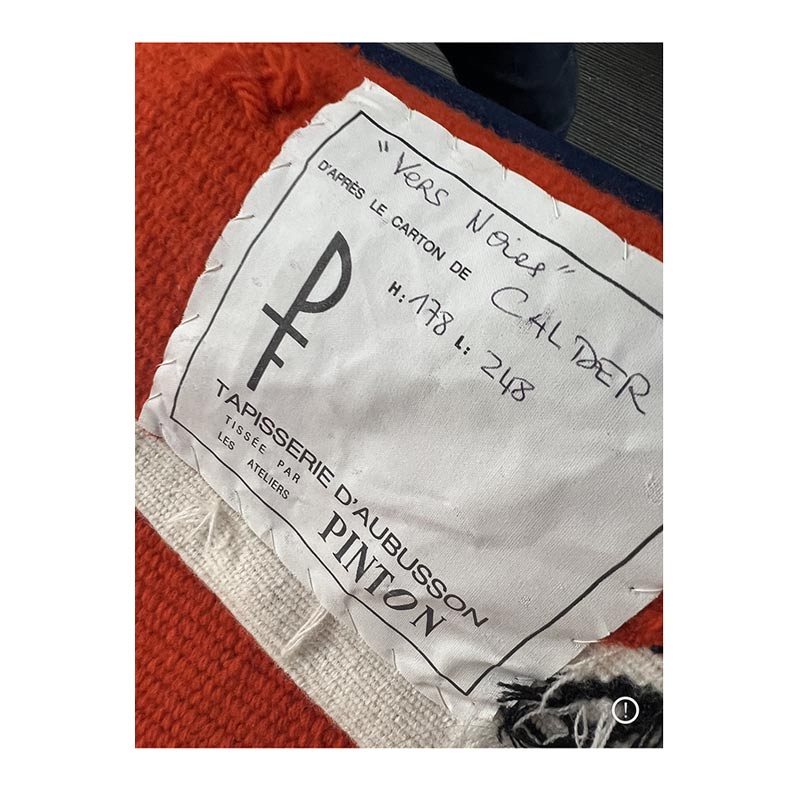 "Vers Noirs"
D'APRÈS LE CARTON DE CALDER
H: 178 L: 248
TAPISSERIE D'AUBUSSON
TISSÉE PAR
LES ATELIERS
PINTON